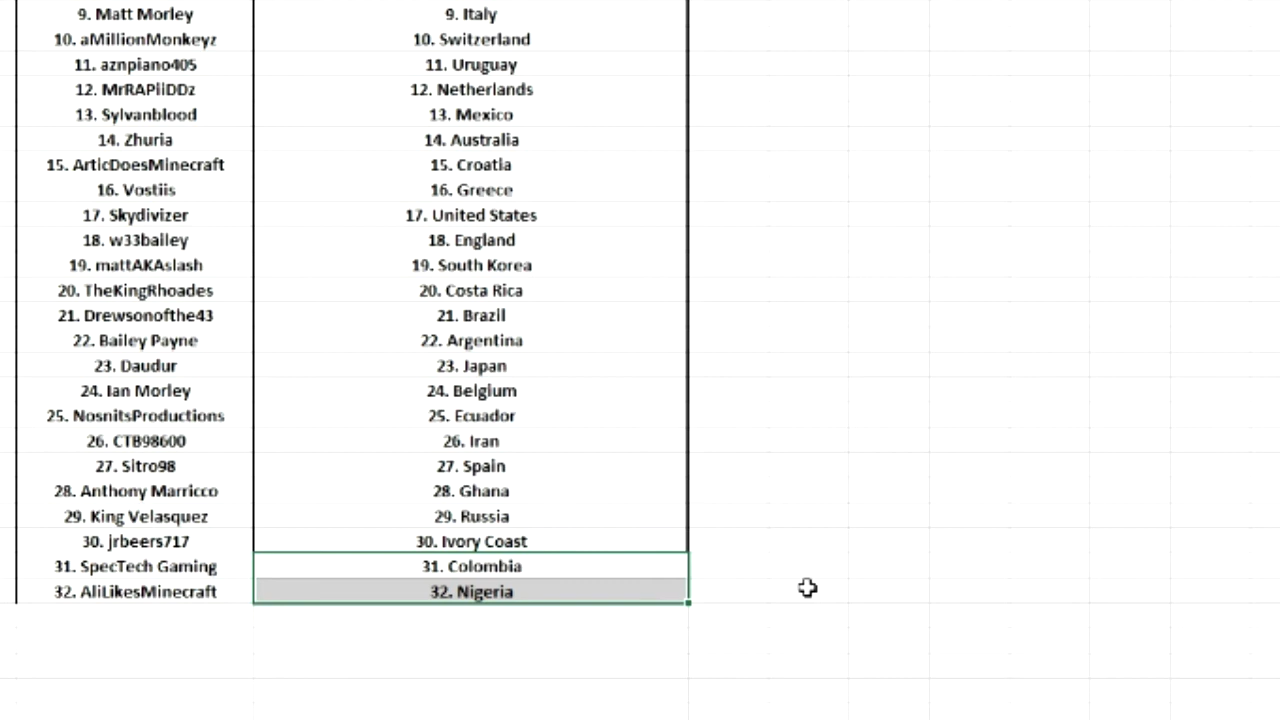 9. Matt Morley 9. Italy
10. aMillionMonkeyz 10. Switzerland
11. aznpiano405 11. Uruguay
12. MrRAPiiDDz 12. Netherlands
13. Sylvanblood 13. Mexico
14. Zhuria 14. Australia
15. ArticDoesMinecraft 15. Croatia
16. Vostiis 16. Greece
17. Skydivizer 17. United States
18. w33bailey 18. England
19. mattAKAslash 19. South Korea
20. TheKingRhoades 20. Costa Rica
21. Drewsonofthe43 21. Brazil
22. Bailey Payne 22. Argentina
23. Daudur 23. Japan
24. Ian Morley 24. Belgium
25. NosnitsProductions 25. Ecuador
26. CTB98600 26. Iran
27. Sitro98 27. Spain
28. Anthony Marricco 28. Ghana
29. King Velasquez 29. Russia
30. jrbeers717 30. Ivory Coast
31. SpecTech Gaming 31. Colombia
32. AliLikesMinecraft 32. Nigeria